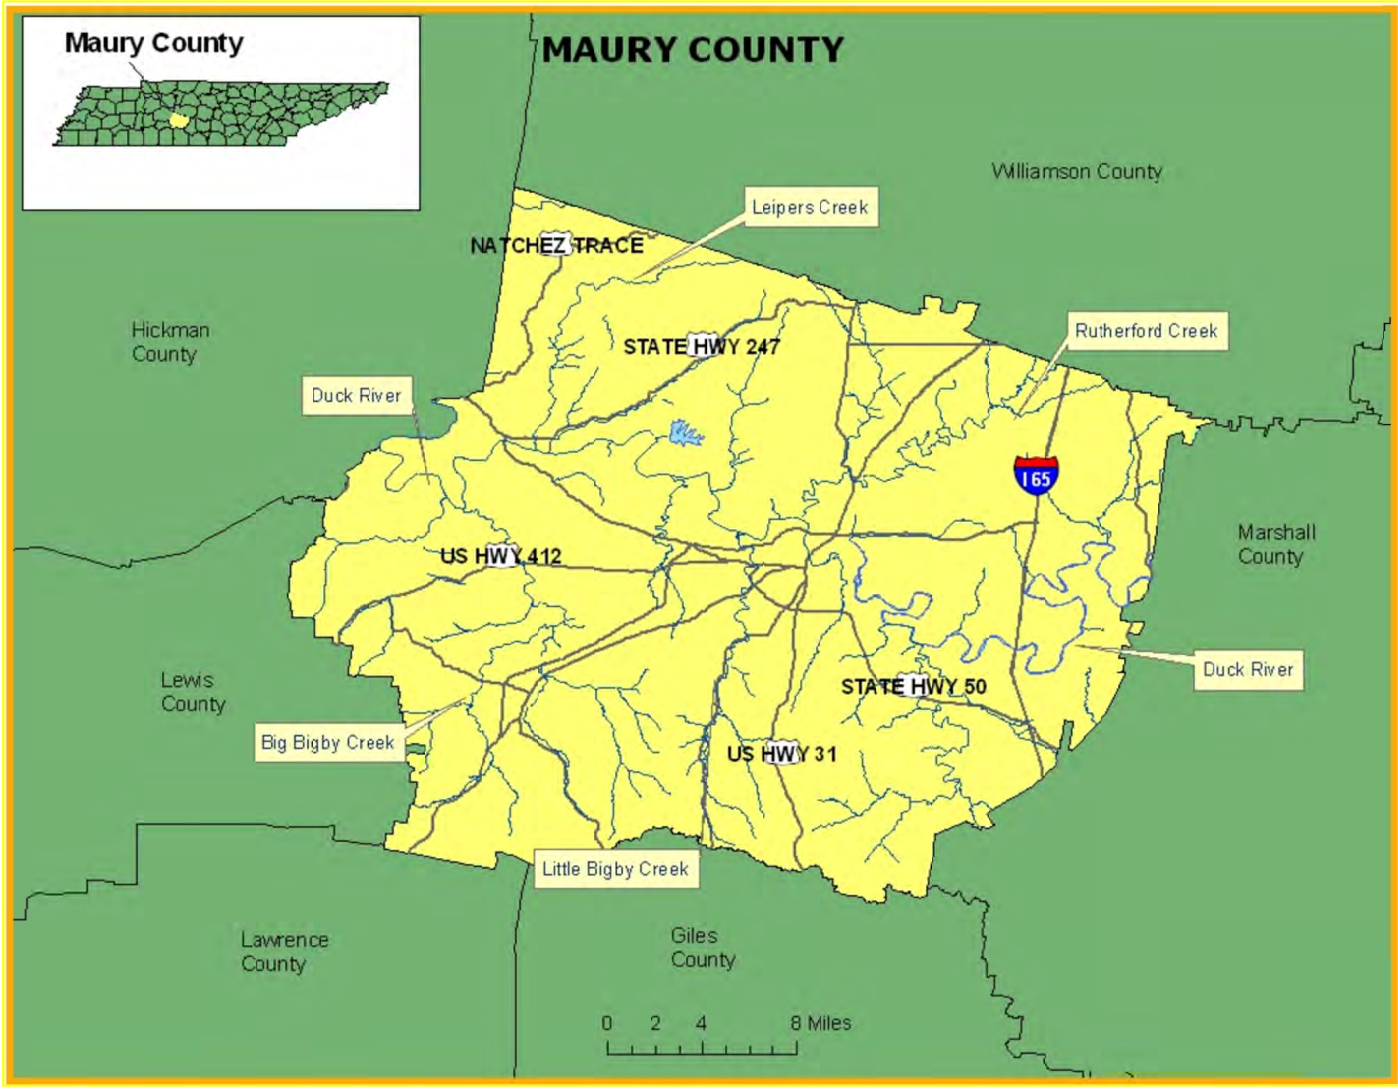 Maury County
MAURY COUNTY
Williamson County
Leipers Creek
NATCHEZ TRACE
Hickman
County
STATE HWY 247
Rutherford Creek
Duck River
I 65
Marshall
County
US HWY 412
Lewis
County
Duck River
STATE HWY 50
Big Bigby Creek
US HWY 31
Little Bigby Creek
Lawrence
County
Giles
County
0 2 4 8 Miles